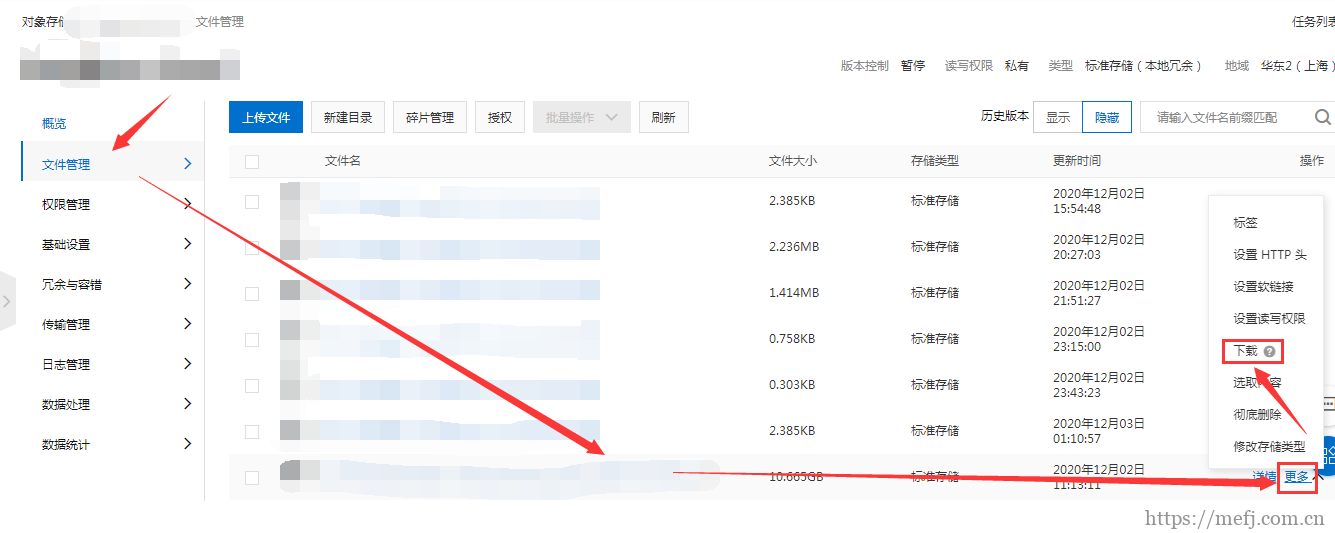 对象存储 文件管理 任务列表
版本控制 暂停 读写权限 私有 类型 标准存储（本地冗余） 地域 华东2（上海）
概览
文件管理
权限管理
基础设置
冗余与容错
传输管理
日志管理
数据处理
数据统计
上传文件 新建目录 碎片管理 授权 批量操作 刷新 历史版本 显示 隐藏 请输入文件名前缀匹配
文件名 文件大小 存储类型 更新时间 操作
2.385KB 标准存储 2020年12月02日
15:54:48
2.236MB 标准存储 2020年12月02日
20:27:03
1.414MB 标准存储 2020年12月02日
21:51:27
0.758KB 标准存储 2020年12月02日
23:15:00
0.303KB 标准存储 2020年12月02日
23:43:23
2.385KB 标准存储 2020年12月03日
01:10:57
10.665GB 标准存储 2020年12月02日
11:13:11
详情 更多
标签
设置 HTTP 头
设置软链接
设置读写权限
下载
选取内容
彻底删除
修改存储类型
https://mefj.com.cn